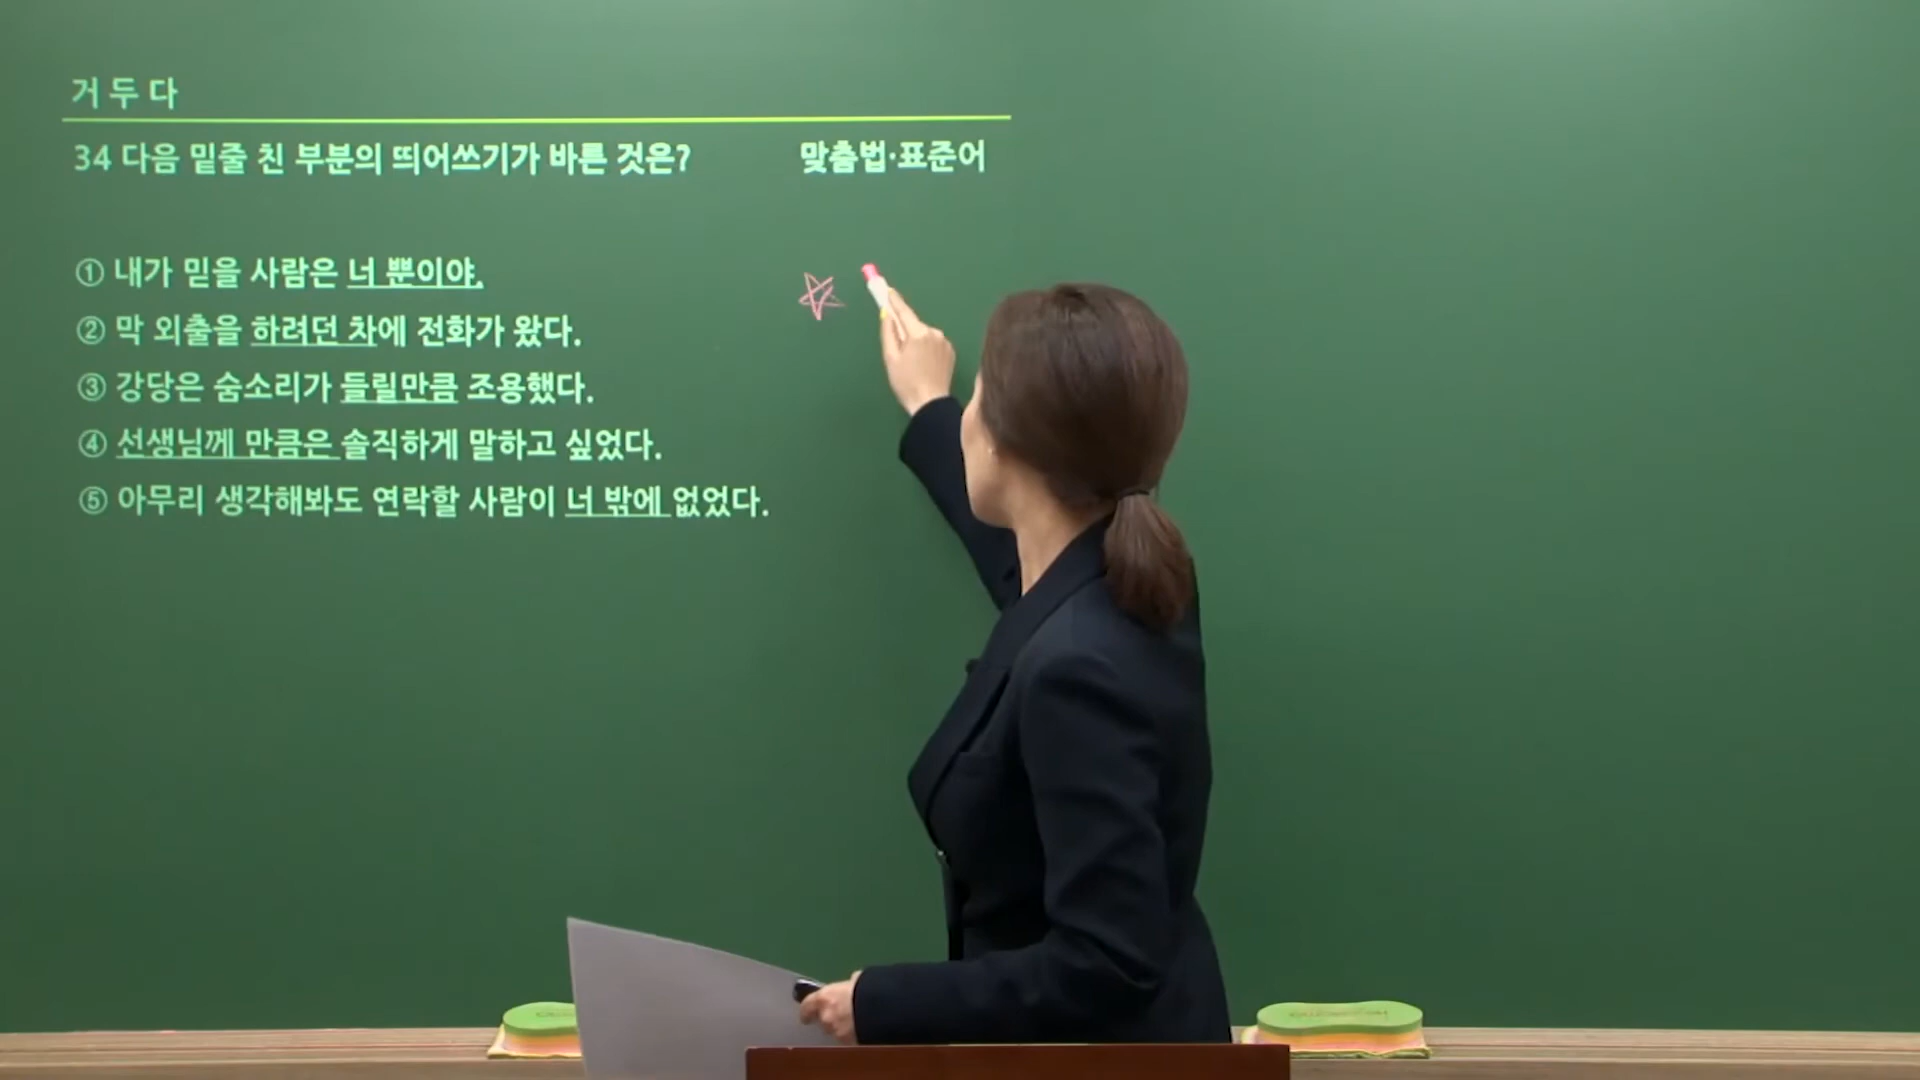 거두다
34 다음 밑줄 친 부분의 띄어쓰기가 바른 것은? 맞춤법·표준어
① 내가 믿을 사람은 너 뿐이야.
② 막 외출을 하려던 차에 전화가 왔다.
③ 강당은 숨소리가 들릴만큼 조용했다.
④ 선생님께 만큼은 솔직하게 말하고 싶었다.
⑤ 아무리 생각해봐도 연락할 사람이 너 밖에 없었다.